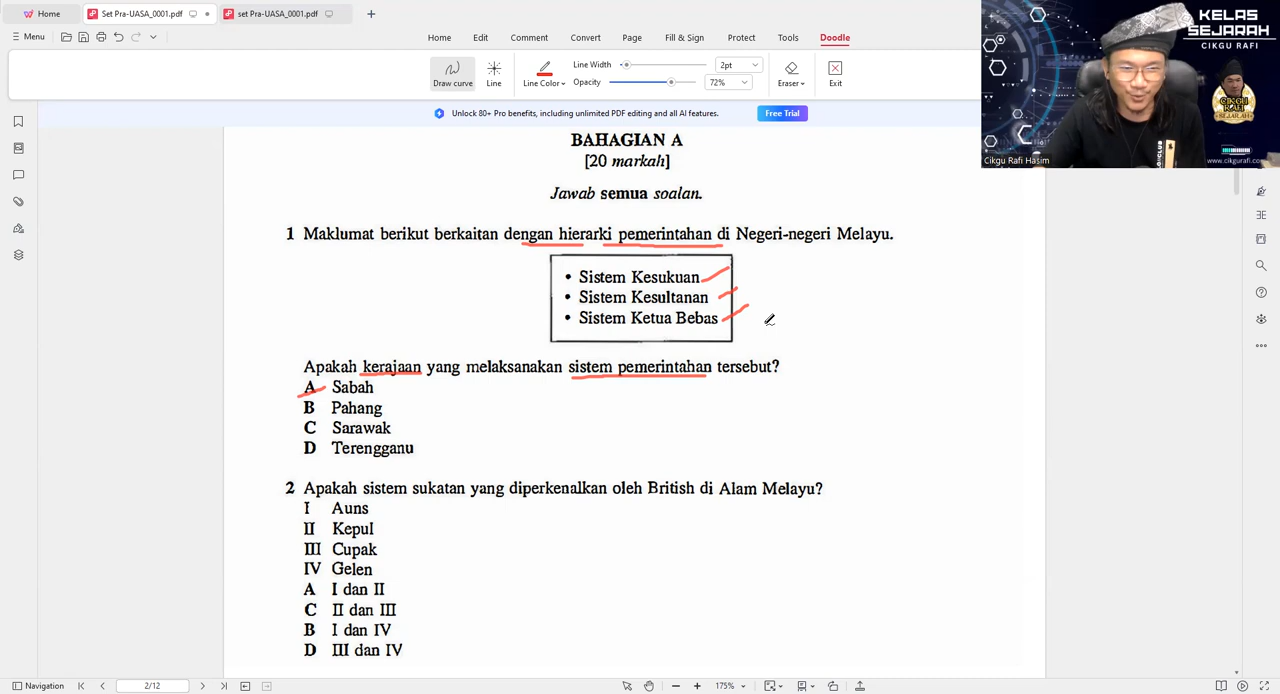 Home
Set Pra-UASA_0001.pdf
set Pra-UASA_0001.pdf
Menu
Home Edit Comment Convert Page Fill & Sign Protect Tools Doodle
Draw curve
Line
Line Color
Line Width 2pt
Opacity 72%
Eraser
Exit
Unlock 80+ Pro benefits, including unlimited PDF editing and all AI features. Free Trial
KELAS
SEJARAH
CIKGU RAFI
CIKGU
RAFI
SEJARAH
www.cikgurafi.co
Cikgu Rafi Hasim
BAHAGIAN A
[20 markah]
Jawab semua soalan.
1 Maklumat berikut berkaitan dengan hierarki pemerintahan di Negeri-negeri Melayu.
• Sistem Kesukuan
• Sistem Kesultanan
• Sistem Ketua Bebas
Apakah kerajaan yang melaksanakan sistem pemerintahan tersebut?
A Sabah
B Pahang
C Sarawak
D Terengganu
2 Apakah sistem sukatan yang diperkenalkan oleh British di Alam Melayu?
I Auns
II Kepul
III Cupak
IV Gelen
A I dan II
C II dan III
B I dan IV
D III dan IV
Navigation
2/12
175%